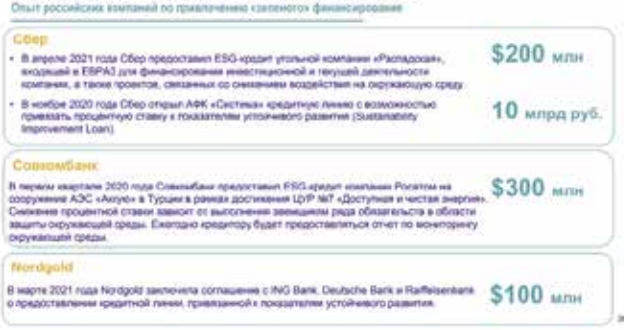 Опыт российских компаний по привлечению «зеленого» финансирования
Сбер
• В апреле 2021 года Сбер предоставил ESG-кредит угольной компании «Распадская», $200 млн
входящей в ЕВРАЗ для финансирования инвестиционной и текущей деятельности
компании, а также проектов, связанных со снижением воздействия на окружающую среду.
• В ноябре 2020 года Сбер открыл АФК «Система» кредитную линию с возможностью 10 млрд руб.
привязать процентную ставку к показателям устойчивого развития (Sustainability
Improvement Loan)
Совкомбанк
В первом квартале 2020 года Совкомбанк предоставил ESG-кредит компании Росатом на $300 млн
сооружение АЭС «Аккую» в Турции в рамках достижения ЦУР №7 «Доступная и чистая энергия».
Снижение процентной ставки зависит от выполнения заемщиком ряда обязательств в области
защиты окружающей среды. Ежегодно кредитору будет предоставляться отчет по мониторингу
окружающей среды.
Nordgold
В марте 2021 года Nordgold заключила соглашение с ING Bank, Deutsche Bank и Raiffeisenbank $100 млн
о предоставлении кредитной линии, привязанной к показателям устойчивого развития.